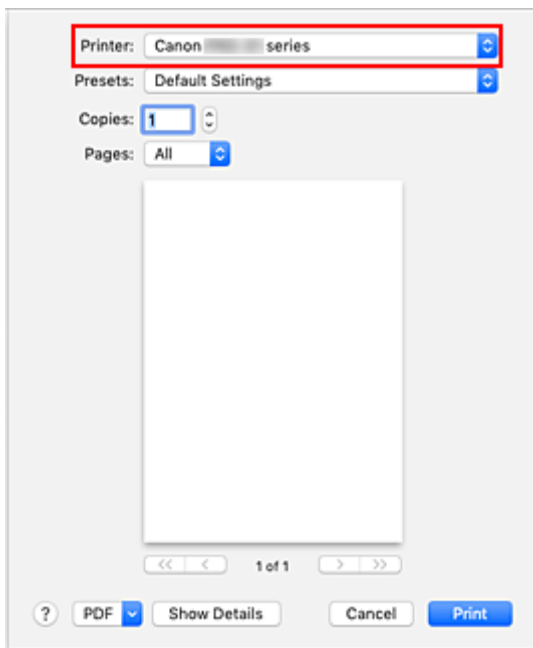 Printer: Canon series
Presets: Default Settings
Copies: 1
Pages: All
<< < 1 of 1 > >>
? PDF Show Details Cancel Print